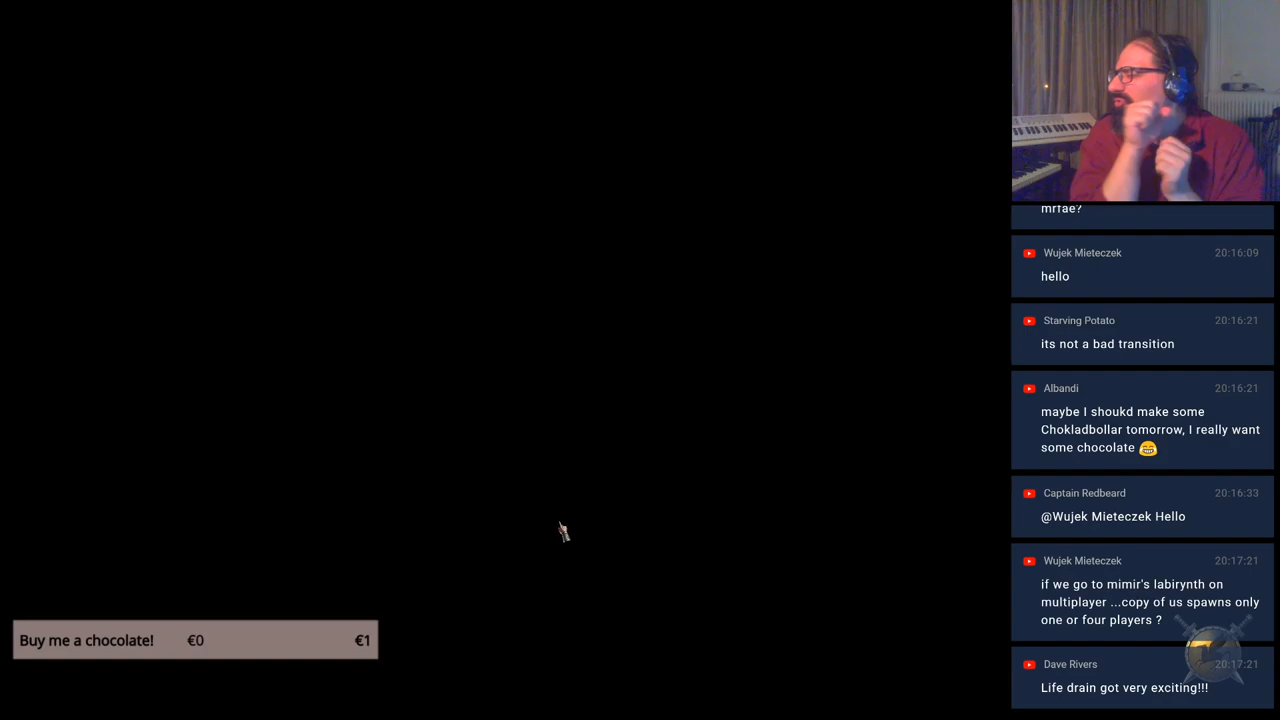 mrfae?
Wujek Mieteczek 20:16:09
hello
Starving Potato 20:16:21
its not a bad transition
Albandi 20:16:21
maybe I shoukd make some
Chokladbollar tomorrow, I really want
some chocolate 😁
Captain Redbeard 20:16:33
@Wujek Mieteczek Hello
Wujek Mieteczek 20:17:21
if we go to mimir's labirynth on
multiplayer ...copy of us spawns only
one or four players ?
Buy me a chocolate! €0 €1
Dave Rivers 20:17:21
Life drain got very exciting!!!